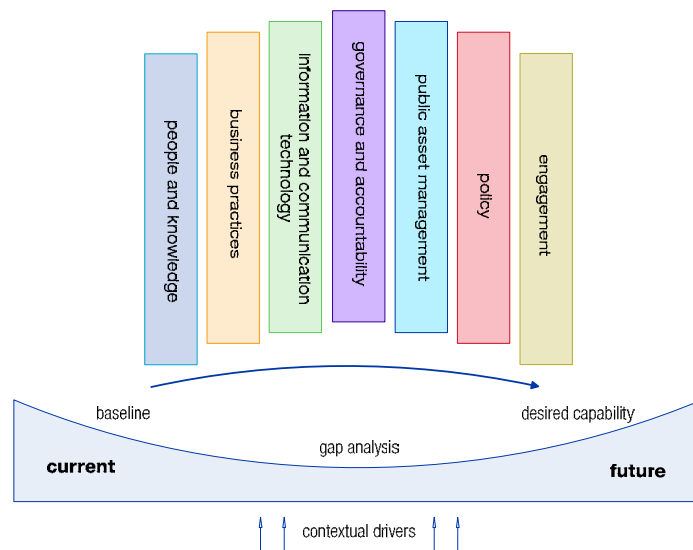 people and knowledge
business practices
information and communication
technology
governance and accountability
public asset management
policy
engagement
baseline
desired capability
gap analysis
current
future
contextual drivers